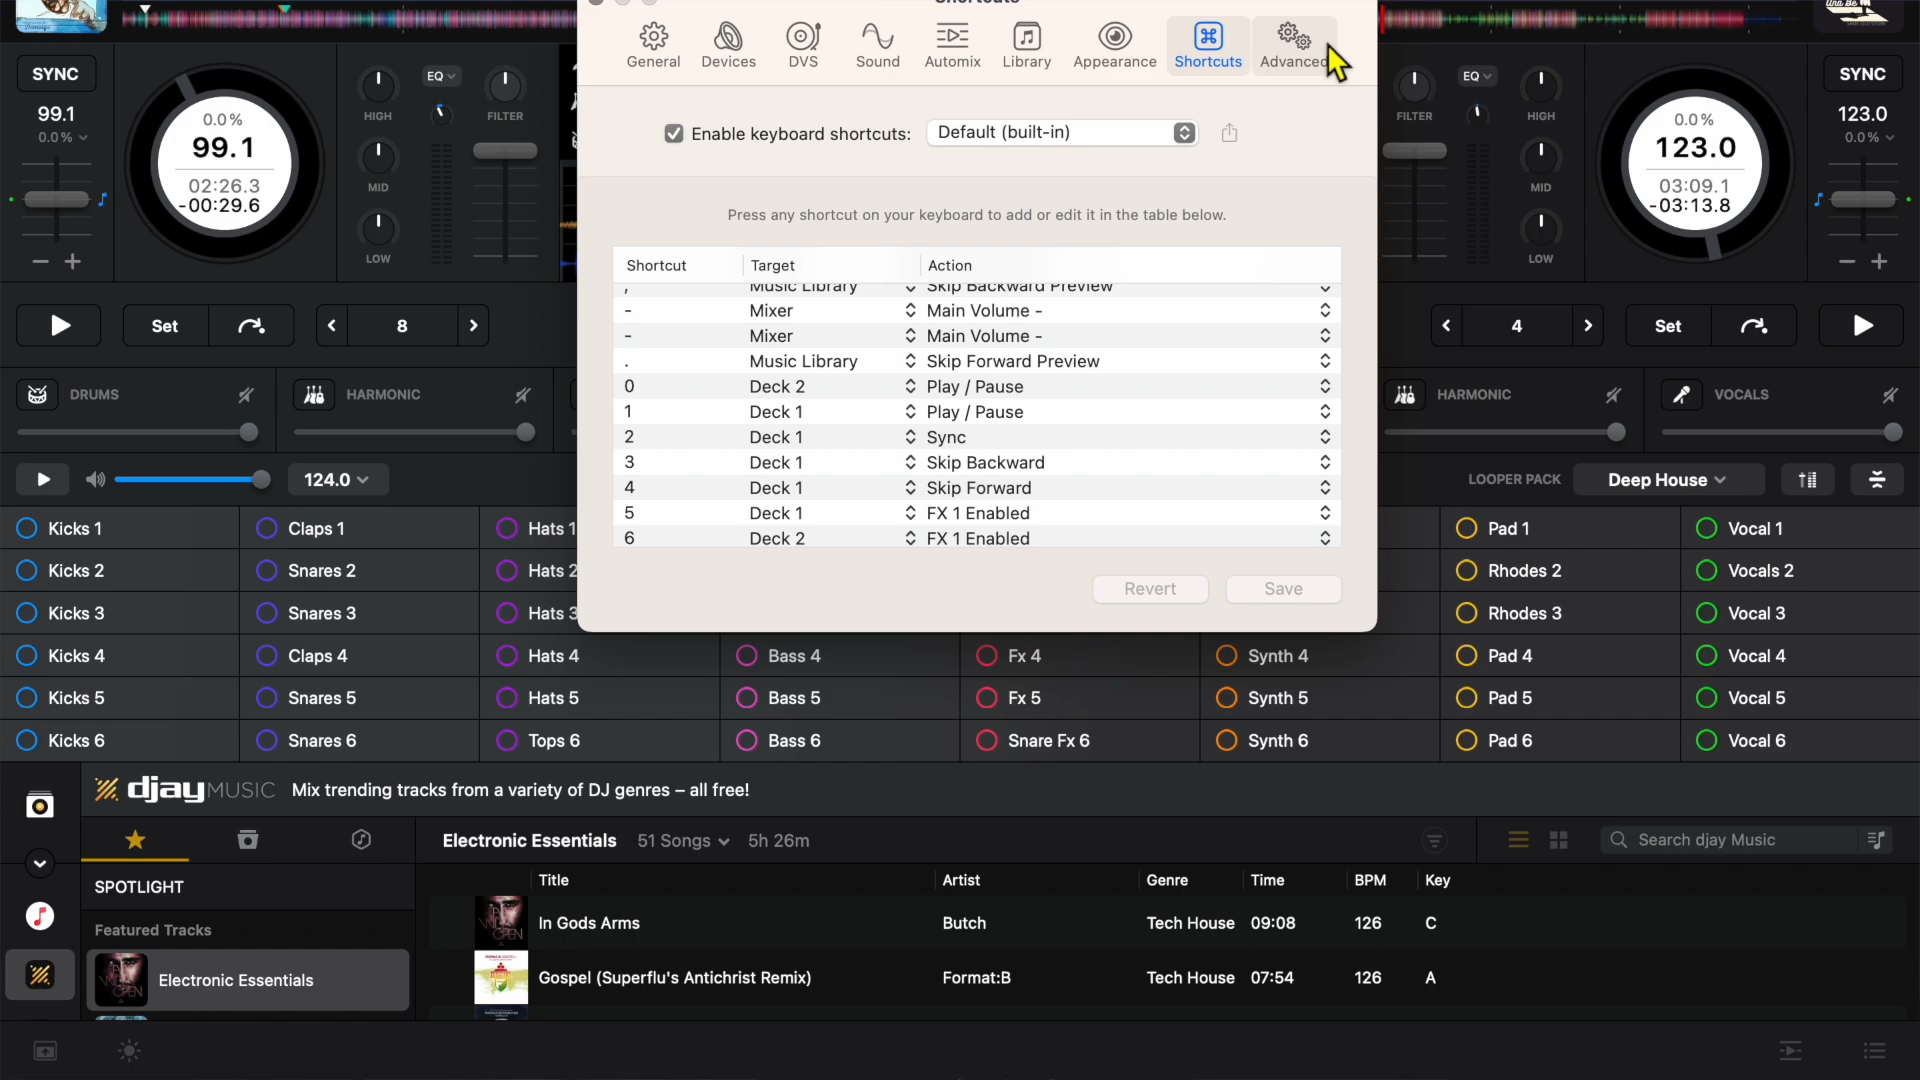 Shortcuts
General
Devices
DVS
Sound
Automix
Library
Appearance
Shortcuts
Advanced
Enable keyboard shortcuts: Default (built-in)
Press any shortcut on your keyboard to add or edit it in the table below.
Shortcut Target Action
, Music Library Skip Backward Preview
- Mixer Main Volume -
- Mixer Main Volume -
. Music Library Skip Forward Preview
0 Deck 2 Play / Pause
1 Deck 1 Play / Pause
2 Deck 1 Sync
3 Deck 1 Skip Backward
4 Deck 1 Skip Forward
5 Deck 1 FX 1 Enabled
6 Deck 2 FX 1 Enabled
Revert Save
SYNC
99.1
0.0%
0.0%
99.1
02:26.3
-00:29.6
EQ
HIGH
FILTER
MID
LOW
EQ
FILTER
HIGH
MID
LOW
0.0%
123.0
03:09.1
-03:13.8
SYNC
123.0
0.0%
Set 8
4 Set
DRUMS HARMONIC
HARMONIC VOCALS
124.0
LOOPER PACK Deep House
Kicks 1 Claps 1 Hats 1 Pad 1 Vocal 1
Kicks 2 Snares 2 Hats 2 Rhodes 2 Vocals 2
Kicks 3 Snares 3 Hats 3 Rhodes 3 Vocal 3
Kicks 4 Claps 4 Hats 4 Bass 4 Fx 4 Synth 4 Pad 4 Vocal 4
Kicks 5 Snares 5 Hats 5 Bass 5 Fx 5 Synth 5 Pad 5 Vocal 5
Kicks 6 Snares 6 Tops 6 Bass 6 Snare Fx 6 Synth 6 Pad 6 Vocal 6
djay MUSIC Mix trending tracks from a variety of DJ genres – all free!
Electronic Essentials 51 Songs 5h 26m
Search djay Music
SPOTLIGHT
Featured Tracks
Electronic Essentials
Title Artist Genre Time BPM Key
In Gods Arms Butch Tech House 09:08 126 C
Gospel (Superflu's Antichrist Remix) Format:B Tech House 07:54 126 A